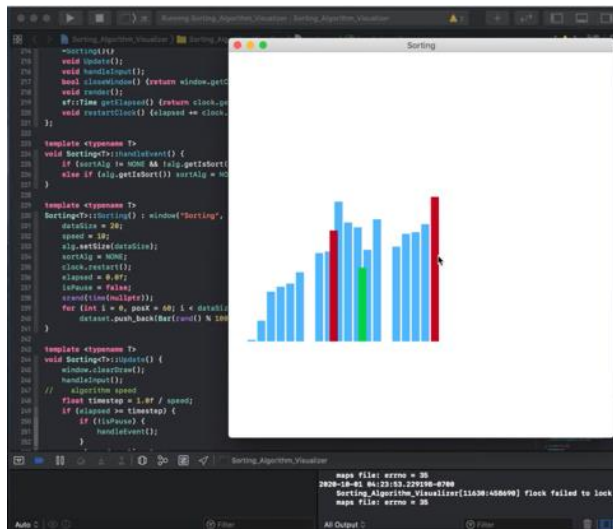 Running Sorting_Algorithm_Visualizer : Sorting_Algorithm_Visualizer
Sorting_Algorithm_Visualizer
Sorting
~Sorting(){}
void Update();
void handleInput();
bool closeWindow() {return window.getC
void render();
sf::Time getElapsed() {return clock.ge
void restartClock() {elapsed += clock.
};
template <typename T>
void Sorting<T>::handleEvent() {
if (sortAlg != NONE && !alg.getIsSort(
else if (alg.getIsSort()) sortAlg = NO
}
template <typename T>
Sorting<T>::Sorting() : window("Sorting",
dataSize = 20;
speed = 10;
alg.setSize(dataSize);
sortAlg = NONE;
clock.restart();
elapsed = 0.0f;
isPause = false;
srand(time(nullptr));
for (int i = 0, posX = 60; i < dataSiz
dataset.push_back(Bar(rand() % 100
}
template <typename T>
void Sorting<T>::Update() {
window.clearDraw();
handleInput();
// algorithm speed
float timestep = 1.0f / speed;
if (elapsed >= timestep) {
if (!isPause) {
handleEvent();
}
Sorting_Algorithm_Visualizer
maps file: errno = 35
2020-10-01 04:23:53.229190-0700
Sorting_Algorithm_Visualizer[11630:458690] flock failed to lock
maps file: errno = 35
Auto
Filter
All Output
Filter